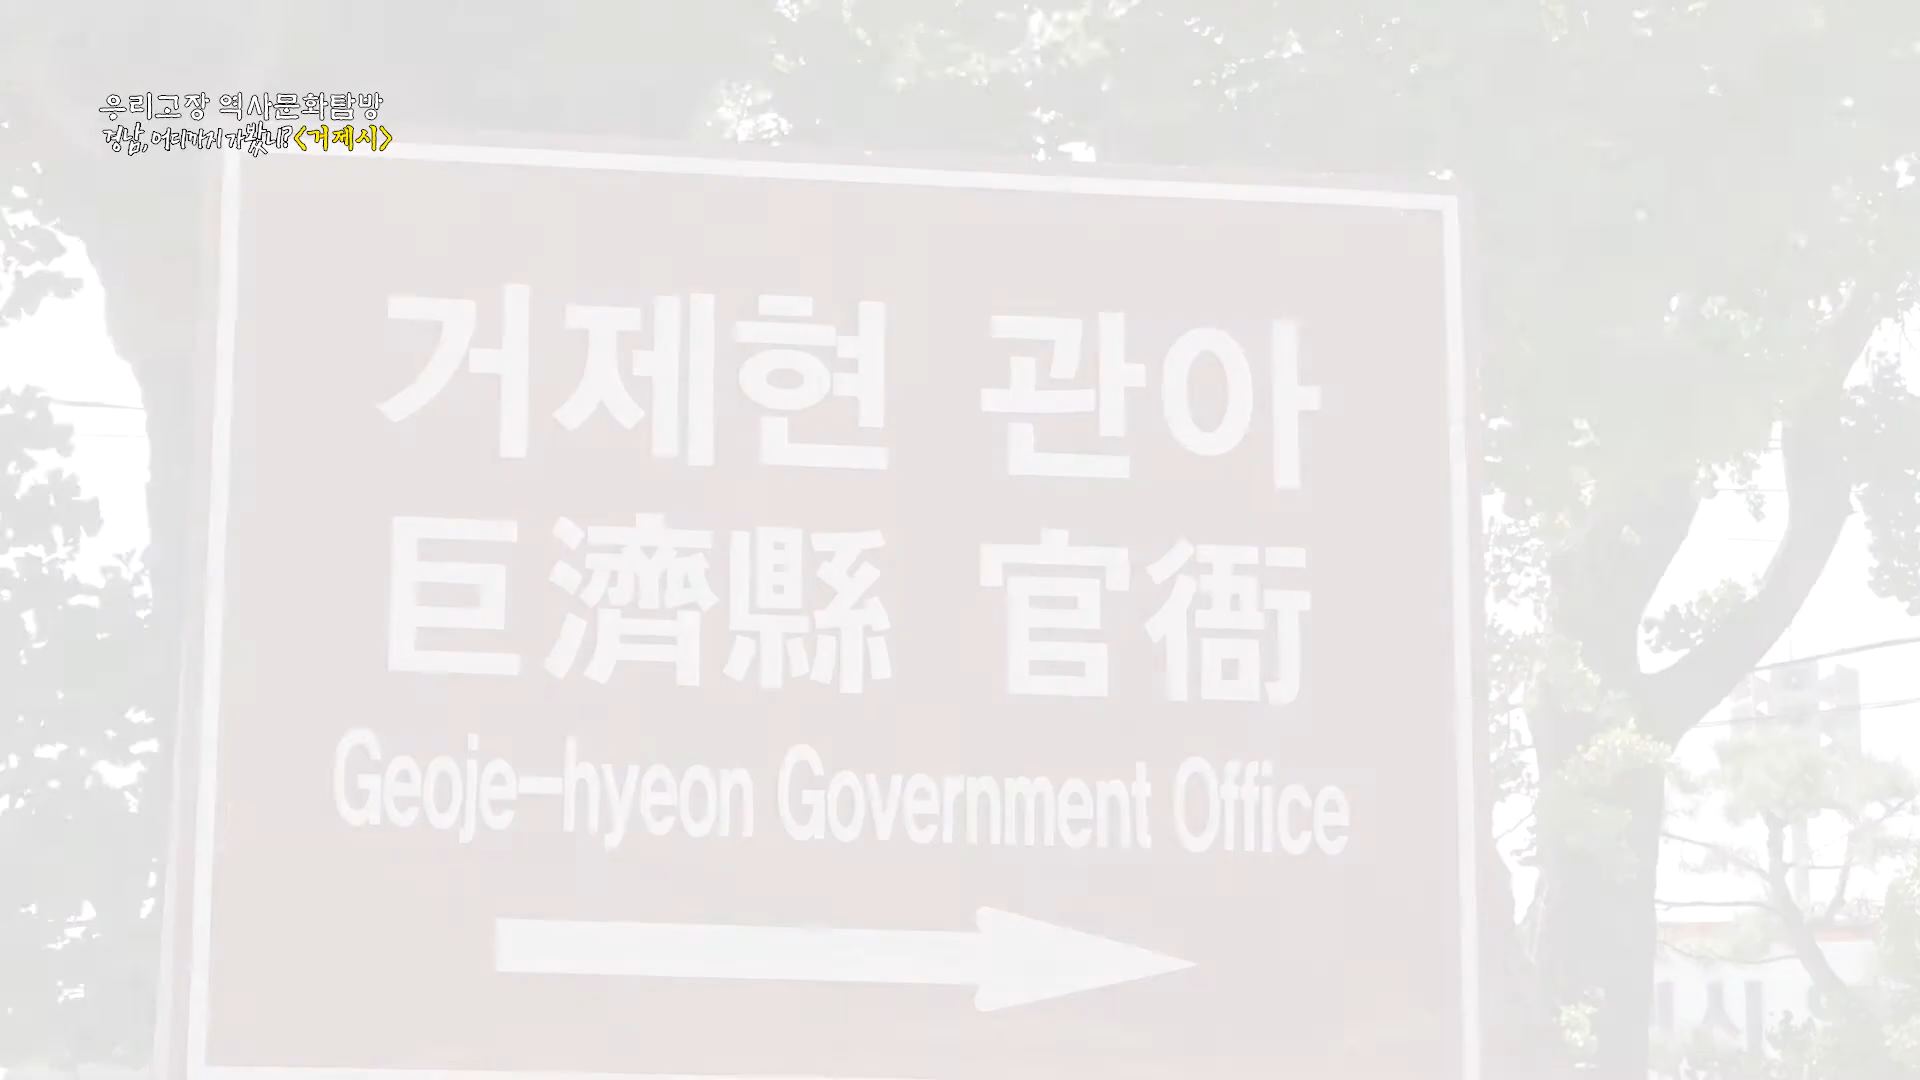 우리고장 역사문화탐방
경남, 어디까지 가봤니? <거제시>
거제현 관아
巨濟縣 官衙
Geoje-hyeon Government Office